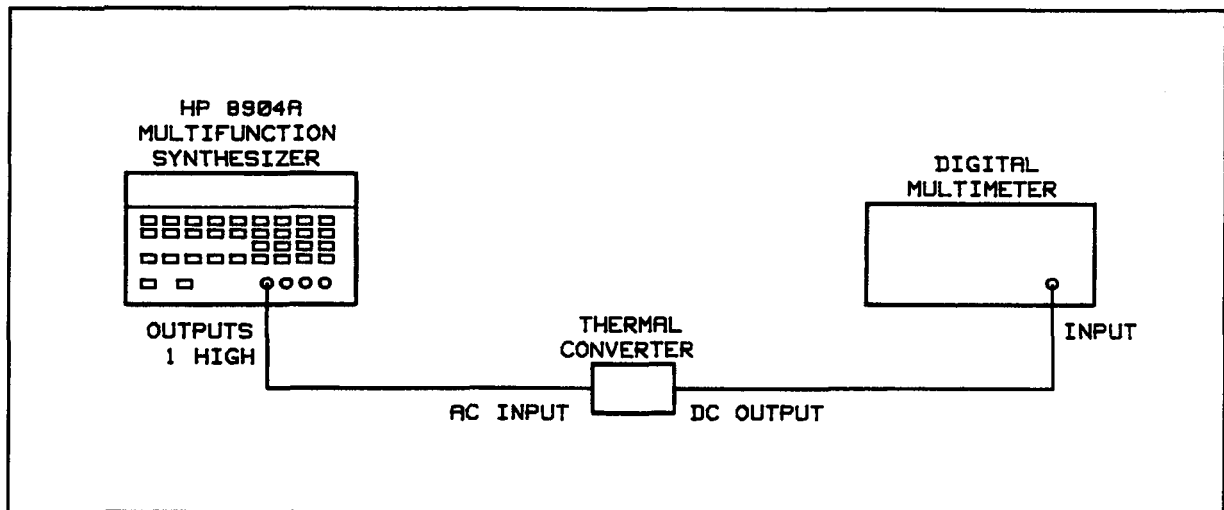 HP 8904A
MULTIFUNCTION
SYNTHESIZER
DIGITAL
MULTIMETER
OUTPUTS
1 HIGH
THERMAL
CONVERTER
INPUT
AC INPUT
DC OUTPUT